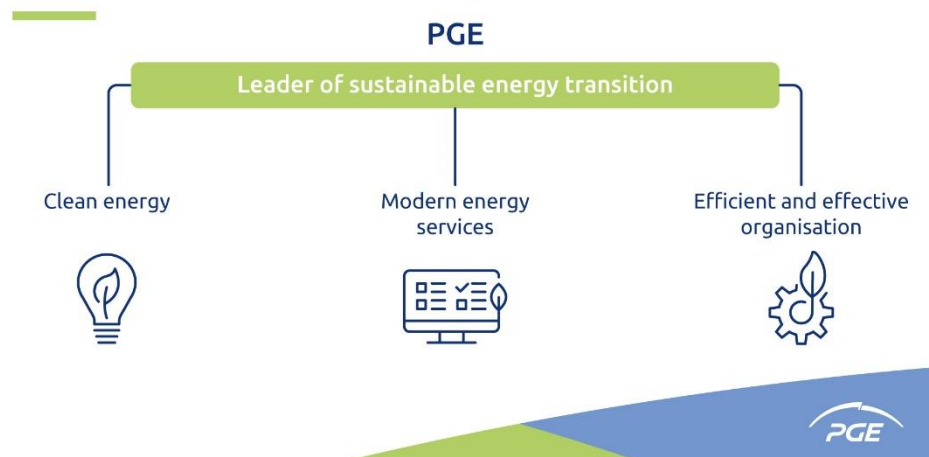 PGE
Leader of sustainable energy transition
Clean energy
Modern energy
services
Efficient and effective
organisation
PGE